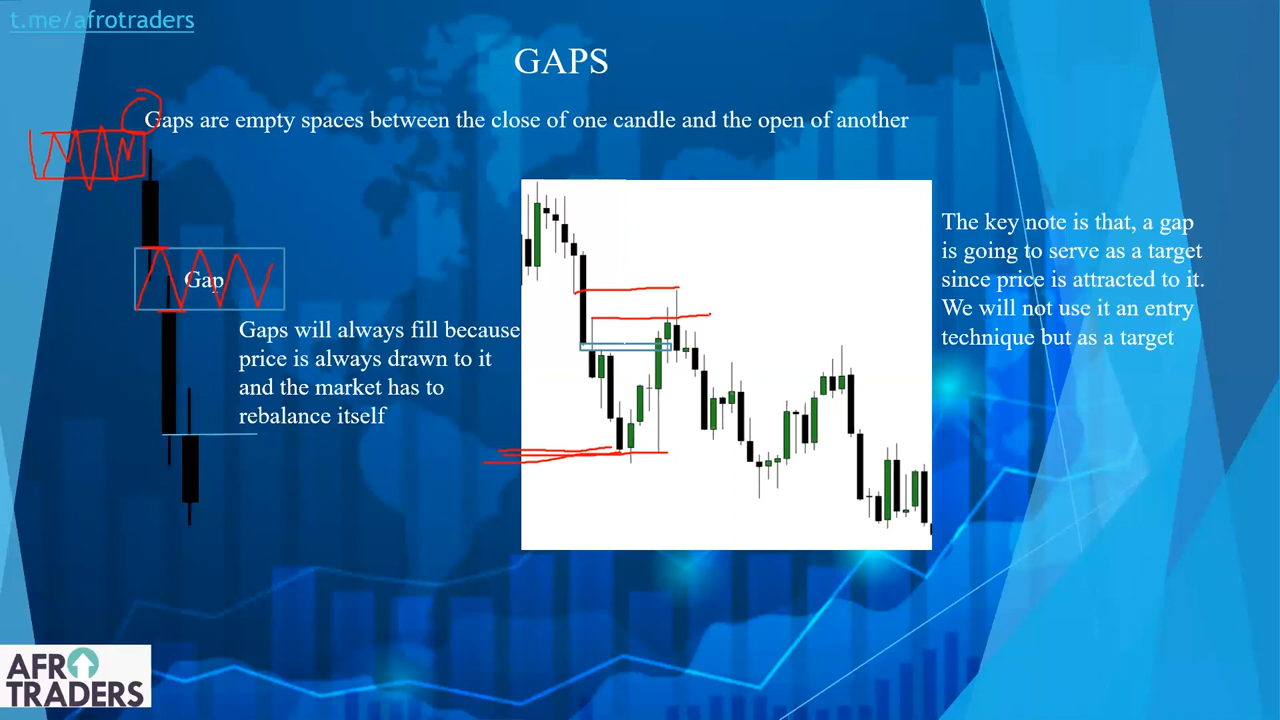 t.me/afrotraders
GAPS
Gaps are empty spaces between the close of one candle and the open of another
Gap
Gaps will always fill because
price is always drawn to it
and the market has to
rebalance itself
The key note is that, a gap
is going to serve as a target
since price is attracted to it.
We will not use it an entry
technique but as a target
AFR
TRADERS